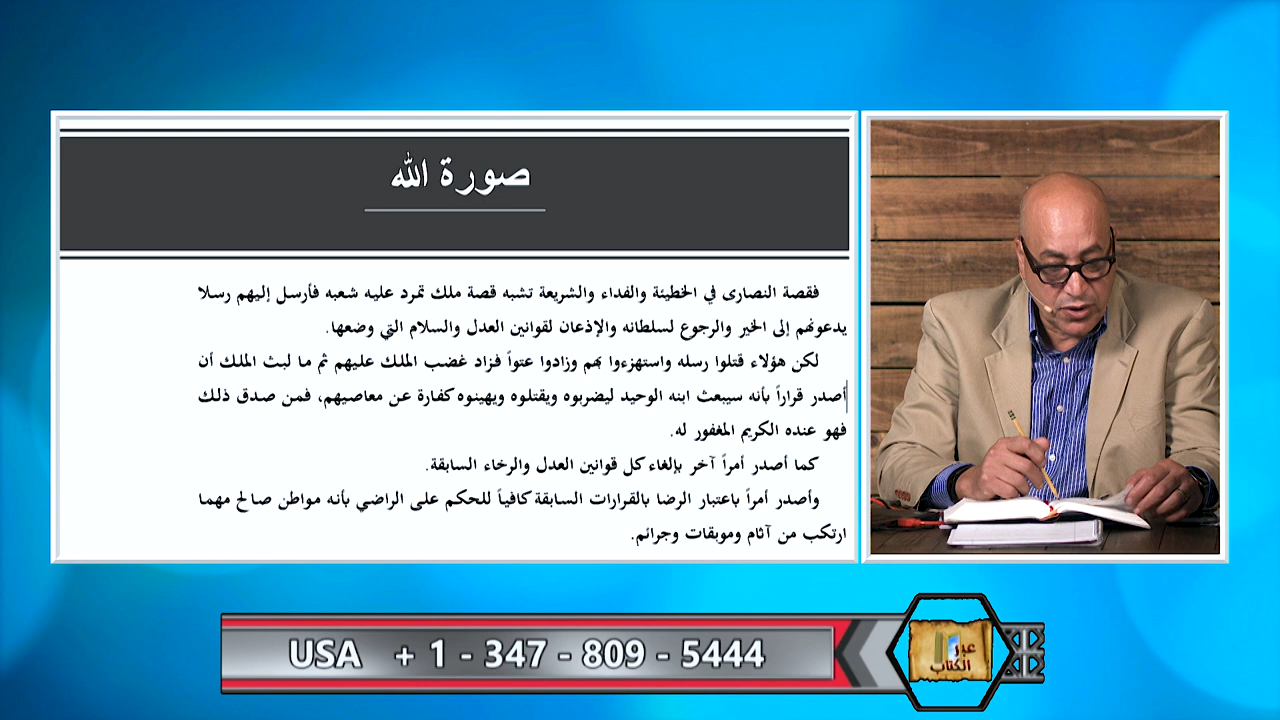 صورة الله
فقصة النصارى في الخطيئة والفداء والشريعة تشبه قصة ملك تمرد عليه شعبه فأرسل إليهم رسلا
يدعونهم إلى الخير والرجوع لسلطانه والإذعان لقوانين العدل والسلام التي وضعها.
لكن هؤلاء قتلوا رسله واستهزءوا بهم وزادوا عتواً فزاد غضب الملك عليهم ثم ما لبث الملك أن
أصدر قراراً بأنه سيبعث ابنه الوحيد ليضربوه ويقتلوه ويهينوه كفارة عن معاصيهم، فمن صدق ذلك
فهو عنده الكريم المغفور له.
كما أصدر أمراً آخر بإلغاء كل قوانين العدل والرخاء السابقة.
وأصدر أمراً باعتبار الرضا بالقرارات السابقة كافياً للحكم على الراضي بأنه مواطن صالح مهما
ارتكب من آثام وموبقات وجرائم.
USA + 1 - 347 - 809 - 5444
عبر
الكتاب